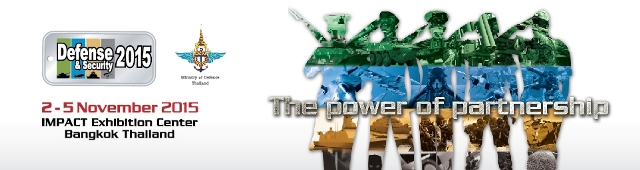 Defense
& Security
2015
Ministry of Defence
Thailand
2 - 5 November 2015
IMPACT Exhibition Center
Bangkok Thailand
The power of partnership